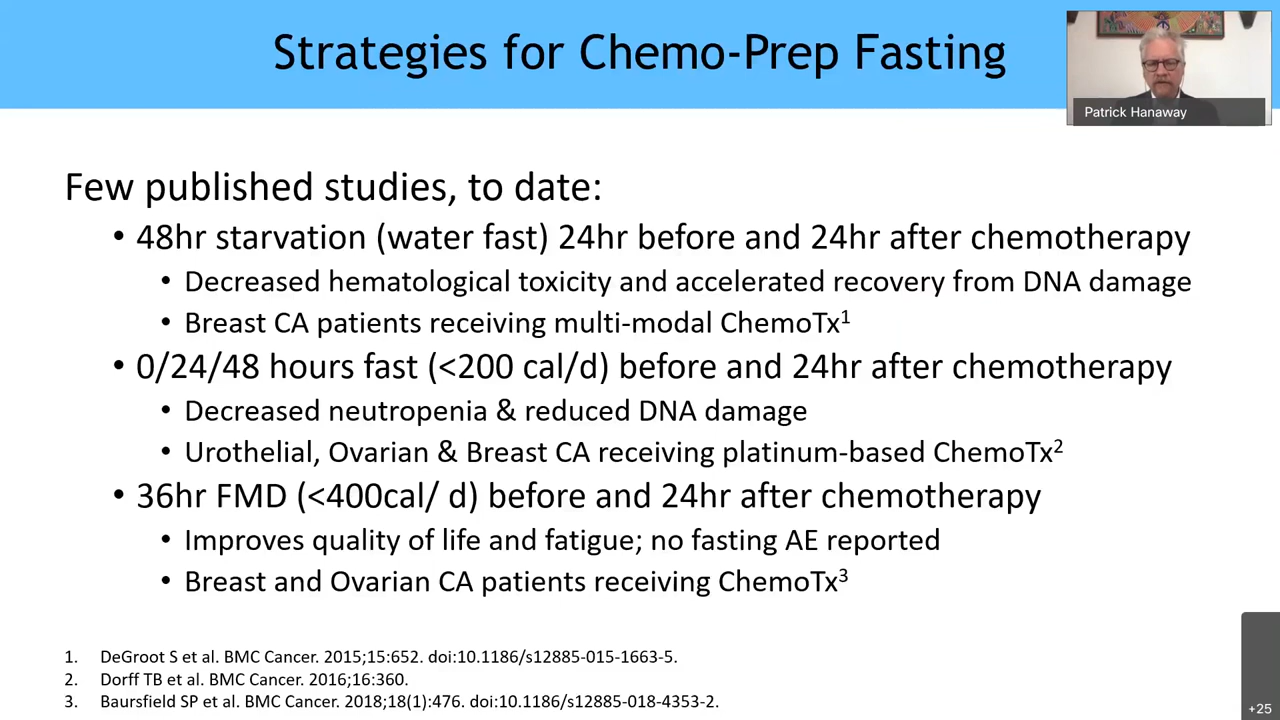 Strategies for Chemo-Prep Fasting
Patrick Hanaway
Few published studies, to date:
• 48hr starvation (water fast) 24hr before and 24hr after chemotherapy
• Decreased hematological toxicity and accelerated recovery from DNA damage
• Breast CA patients receiving multi-modal ChemoTx1
• 0/24/48 hours fast (<200 cal/d) before and 24hr after chemotherapy
• Decreased neutropenia & reduced DNA damage
• Urothelial, Ovarian & Breast CA receiving platinum-based ChemoTx2
• 36hr FMD (<400cal/ d) before and 24hr after chemotherapy
• Improves quality of life and fatigue; no fasting AE reported
• Breast and Ovarian CA patients receiving ChemoTx3
1. DeGroot S et al. BMC Cancer. 2015;15:652. doi:10.1186/s12885-015-1663-5.
2. Dorff TB et al. BMC Cancer. 2016;16:360.
3. Baursfield SP et al. BMC Cancer. 2018;18(1):476. doi:10.1186/s12885-018-4353-2.
+25